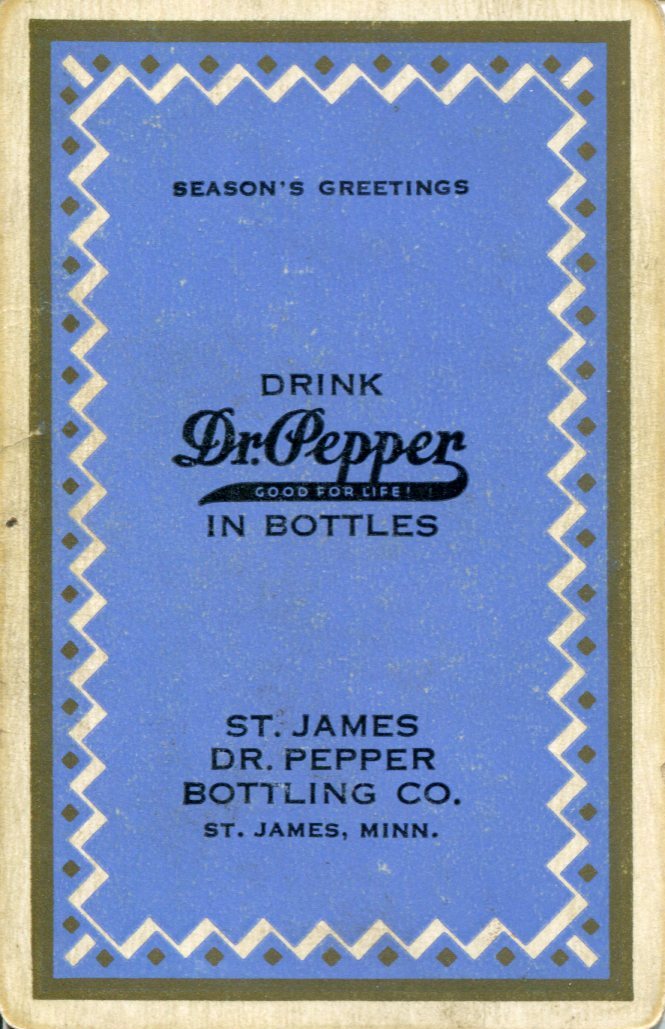 SEASON'S GREETINGS
DRINK
Dr. Pepper
GOOD FOR LIFE!
IN BOTTLES
ST. JAMES
DR. PEPPER
BOTTLING CO.
ST. JAMES, MINN.